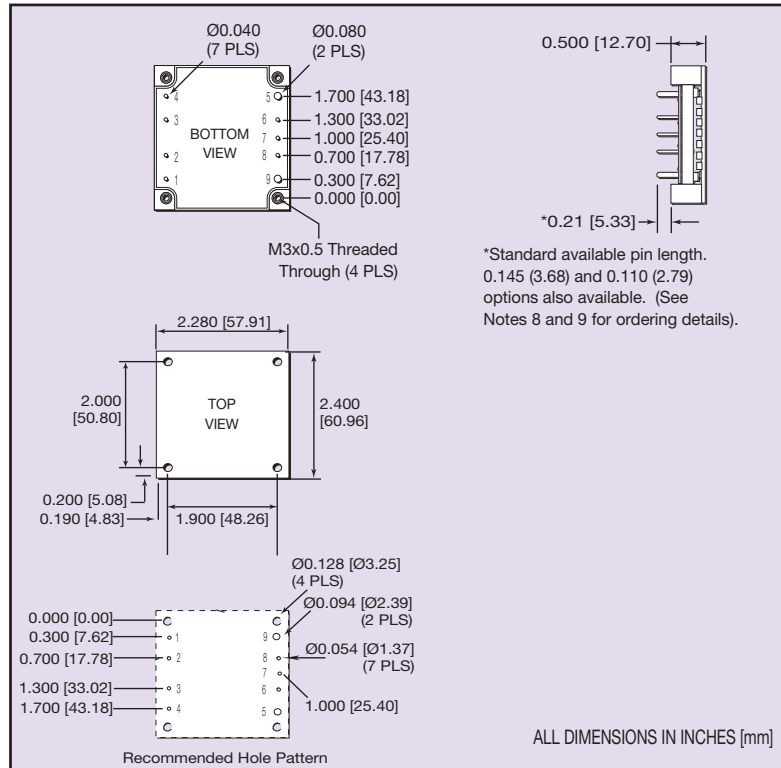 Ø0.040
(7 PLS)
Ø0.080
(2 PLS)
4
3
2
1
BOTTOM
VIEW
5
6
7
8
9
1.700 [43.18]
1.300 [33.02]
1.000 [25.40]
0.700 [17.78]
0.300 [7.62]
0.000 [0.00]
M3x0.5 Threaded
Through (4 PLS)
0.500 [12.70]
*0.21 [5.33]
*Standard available pin length.
0.145 (3.68) and 0.110 (2.79)
options also available. (See
Notes 8 and 9 for ordering details).
2.280 [57.91]
2.000
[50.80]
TOP
VIEW
2.400
[60.96]
0.200 [5.08]
0.190 [4.83]
1.900 [48.26]
Ø0.128 [Ø3.25]
(4 PLS)
Ø0.094 [Ø2.39]
(2 PLS)
Ø0.054 [Ø1.37]
(7 PLS)
0.000 [0.00]
0.300 [7.62]
0.700 [17.78]
1.300 [33.02]
1.700 [43.18]
1
2
3
4
9
8
7
6
5
1.000 [25.40]
Recommended Hole Pattern
ALL DIMENSIONS IN INCHES [mm]